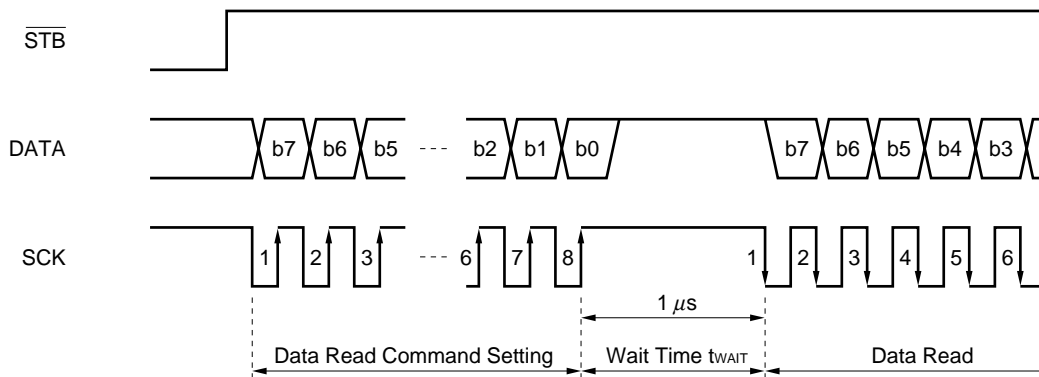 STB
DATA b7 b6 b5 b2 b1 b0 b7 b6 b5 b4 b3
SCK 1 2 3 6 7 8 1 2 3 4 5 6
1 μs
Data Read Command Setting Wait Time tWAIT Data Read